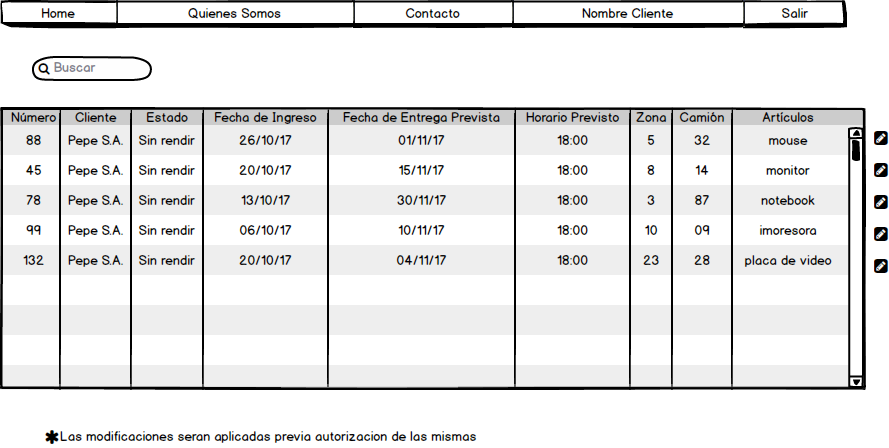 Home Quienes Somos Contacto Nombre Cliente Salir
Buscar
Número Cliente Estado Fecha de Ingreso Fecha de Entrega Prevista Horario Previsto Zona Camión Artículos
88 Pepe S.A. Sin rendir 26/10/17 01/11/17 18:00 5 32 mouse
45 Pepe S.A. Sin rendir 20/10/17 15/11/17 18:00 8 14 monitor
78 Pepe S.A. Sin rendir 13/10/17 30/11/17 18:00 3 87 notebook
99 Pepe S.A. Sin rendir 06/10/17 10/11/17 18:00 10 09 imoresora
132 Pepe S.A. Sin rendir 20/10/17 04/11/17 18:00 23 28 placa de video
✱Las modificaciones seran aplicadas previa autorizacion de las mismas